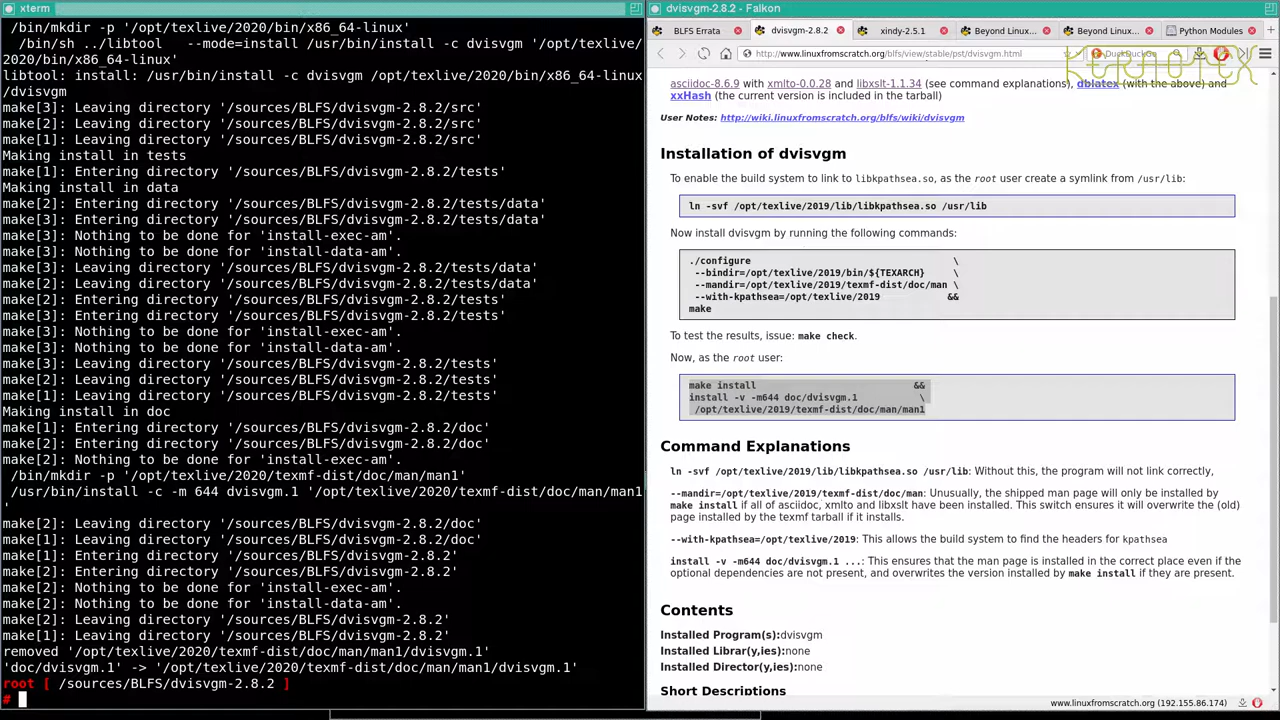 xterm
/bin/mkdir -p '/opt/texlive/2020/bin/x86_64-linux'
/bin/sh ../libtool   --mode=install /usr/bin/install -c dvisvgm '/opt/texlive/
2020/bin/x86_64-linux'
libtool: install: /usr/bin/install -c dvisvgm /opt/texlive/2020/bin/x86_64-linux
/dvisvgm
make[3]: Leaving directory '/sources/BLFS/dvisvgm-2.8.2/src'
make[2]: Leaving directory '/sources/BLFS/dvisvgm-2.8.2/src'
make[1]: Leaving directory '/sources/BLFS/dvisvgm-2.8.2/src'
Making install in tests
make[1]: Entering directory '/sources/BLFS/dvisvgm-2.8.2/tests'
Making install in data
make[2]: Entering directory '/sources/BLFS/dvisvgm-2.8.2/tests/data'
make[3]: Entering directory '/sources/BLFS/dvisvgm-2.8.2/tests/data'
make[3]: Nothing to be done for 'install-exec-am'.
make[3]: Nothing to be done for 'install-data-am'.
make[3]: Leaving directory '/sources/BLFS/dvisvgm-2.8.2/tests/data'
make[2]: Leaving directory '/sources/BLFS/dvisvgm-2.8.2/tests/data'
make[2]: Entering directory '/sources/BLFS/dvisvgm-2.8.2/tests'
make[3]: Entering directory '/sources/BLFS/dvisvgm-2.8.2/tests'
make[3]: Nothing to be done for 'install-exec-am'.
make[3]: Nothing to be done for 'install-data-am'.
make[3]: Leaving directory '/sources/BLFS/dvisvgm-2.8.2/tests'
make[2]: Leaving directory '/sources/BLFS/dvisvgm-2.8.2/tests'
make[1]: Leaving directory '/sources/BLFS/dvisvgm-2.8.2/tests'
Making install in doc
make[1]: Entering directory '/sources/BLFS/dvisvgm-2.8.2/doc'
make[2]: Entering directory '/sources/BLFS/dvisvgm-2.8.2/doc'
make[2]: Nothing to be done for 'install-exec-am'.
/bin/mkdir -p '/opt/texlive/2020/texmf-dist/doc/man/man1'
/usr/bin/install -c -m 644 dvisvgm.1 '/opt/texlive/2020/texmf-dist/doc/man/man1
'
make[2]: Leaving directory '/sources/BLFS/dvisvgm-2.8.2/doc'
make[1]: Leaving directory '/sources/BLFS/dvisvgm-2.8.2/doc'
make[1]: Entering directory '/sources/BLFS/dvisvgm-2.8.2'
make[2]: Entering directory '/sources/BLFS/dvisvgm-2.8.2'
make[2]: Nothing to be done for 'install-exec-am'.
make[2]: Nothing to be done for 'install-data-am'.
make[2]: Leaving directory '/sources/BLFS/dvisvgm-2.8.2'
make[1]: Leaving directory '/sources/BLFS/dvisvgm-2.8.2'
removed '/opt/texlive/2020/texmf-dist/doc/man/man1/dvisvgm.1'
'doc/dvisvgm.1' -> '/opt/texlive/2020/texmf-dist/doc/man/man1/dvisvgm.1'
root [ /sources/BLFS/dvisvgm-2.8.2 ]
#
dvisvgm-2.8.2 - Falkon
BLFS Errata
dvisvgm-2.8.2
xindy-2.5.1
Beyond Linux...
Beyond Linux...
Python Modules
http://www.linuxfromscratch.org/blfs/view/stable/pst/dvisvgm.html
DuckDuckGo
KERNOTEX
asciidoc-8.6.9 with xmlto-0.0.28 and libxslt-1.1.34 (see command explanations), dblatex (with the above) and
xxHash (the current version is included in the tarball)
User Notes: http://wiki.linuxfromscratch.org/blfs/wiki/dvisvgm
Installation of dvisvgm
To enable the build system to link to libkpathsea.so, as the root user create a symlink from /usr/lib:
ln -svf /opt/texlive/2019/lib/libkpathsea.so /usr/lib
Now install dvisvgm by running the following commands:
./configure \
--bindir=/opt/texlive/2019/bin/${TEXARCH} \
--mandir=/opt/texlive/2019/texmf-dist/doc/man \
--with-kpathsea=/opt/texlive/2019 &&
make
To test the results, issue: make check.
Now, as the root user:
make install &&
install -v -m644 doc/dvisvgm.1 \
/opt/texlive/2019/texmf-dist/doc/man/man1
Command Explanations
ln -svf /opt/texlive/2019/lib/libkpathsea.so /usr/lib: Without this, the program will not link correctly,
--mandir=/opt/texlive/2019/texmf-dist/doc/man: Unusually, the shipped man page will only be installed by
make install if all of asciidoc, xmlto and libxslt have been installed. This switch ensures it will overwrite the (old)
page installed by the texmf tarball if it installs.
--with-kpathsea=/opt/texlive/2019: This allows the build system to find the headers for kpathsea
install -v -m644 doc/dvisvgm.1 ...: This ensures that the man page is installed in the correct place even if the
optional dependencies are not present, and overwrites the version installed by make install if they are present.
Contents
Installed Program(s):dvisvgm
Installed Librar(y,ies):none
Installed Director(y,ies):none
Short Descriptions
www.linuxfromscratch.org (192.155.86.174)